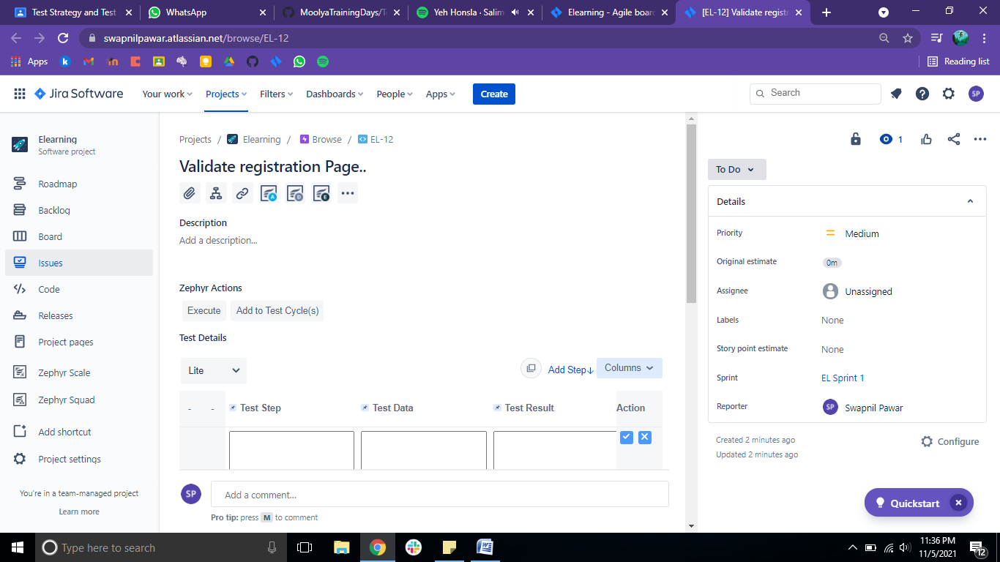 Test Strategy and Test
WhatsApp
MoolyaTrainingDays/T
Yeh Honsla · Salim
Elearning - Agile board
[EL-12] Validate registr
swapnilpawar.atlassian.net/browse/EL-12
Apps
Reading list
Jira Software
Your work
Projects
Filters
Dashboards
People
Apps
Create
Search
SP
Elearning
Software project
Roadmap
Backlog
Board
Issues
Code
Releases
Project pages
Zephyr Scale
Zephyr Squad
Add shortcut
Project settings
You're in a team-managed project
Learn more
Projects / Elearning / Browse / EL-12
Validate registration Page..
Description
Add a description...
Zephyr Actions
Execute
Add to Test Cycle(s)
Test Details
Lite
Add Step↓
Columns
- - Test Step Test Data Test Result Action
SP
Add a comment...
Pro tip: press M to comment
1
To Do
Details
Priority Medium
Original estimate 0m
Assignee Unassigned
Labels None
Story point estimate None
Sprint EL Sprint 1
Reporter SP Swapnil Pawar
Created 2 minutes ago
Updated 2 minutes ago
Configure
Quickstart
Type here to search
11:36 PM
11/5/2021
12